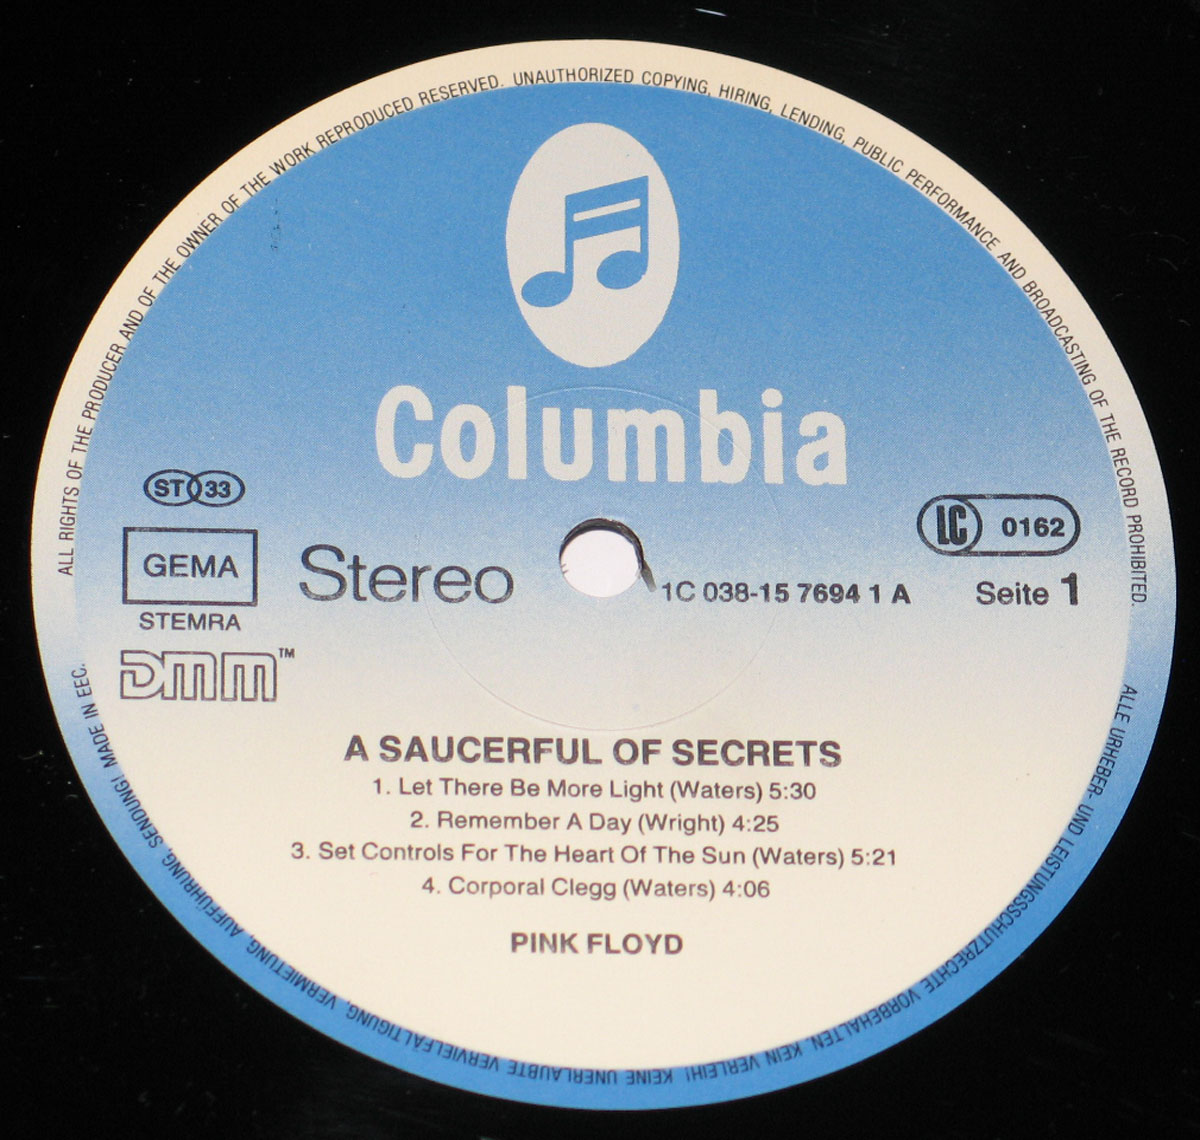 ALL RIGHTS OF THE PRODUCER AND OF THE OWNER OF THE WORK REPRODUCED RESERVED. UNAUTHORIZED COPYING, HIRING, LENDING, PUBLIC PERFORMANCE AND BROADCASTING OF THE RECORD PROHIBITED.
Columbia
ST 33
GEMA
STEMRA
DMM™
Stereo
LC 0162
1C 038-15 7694 1 A
Seite 1
A SAUCERFUL OF SECRETS
1. Let There Be More Light (Waters) 5:30
2. Remember A Day (Wright) 4:25
3. Set Controls For The Heart Of The Sun (Waters) 5:21
4. Corporal Clegg (Waters) 4:06
PINK FLOYD
ALLE URHEBER- UND LEISTUNGSSCHUTZRECHTE VORBEHALTEN. KEIN VERLEIH! KEINE UNERLAUBTE VERVIELFÄLTIGUNG, VERMIETUNG, AUFFÜHRUNG, SENDUNG! MADE IN EEC.